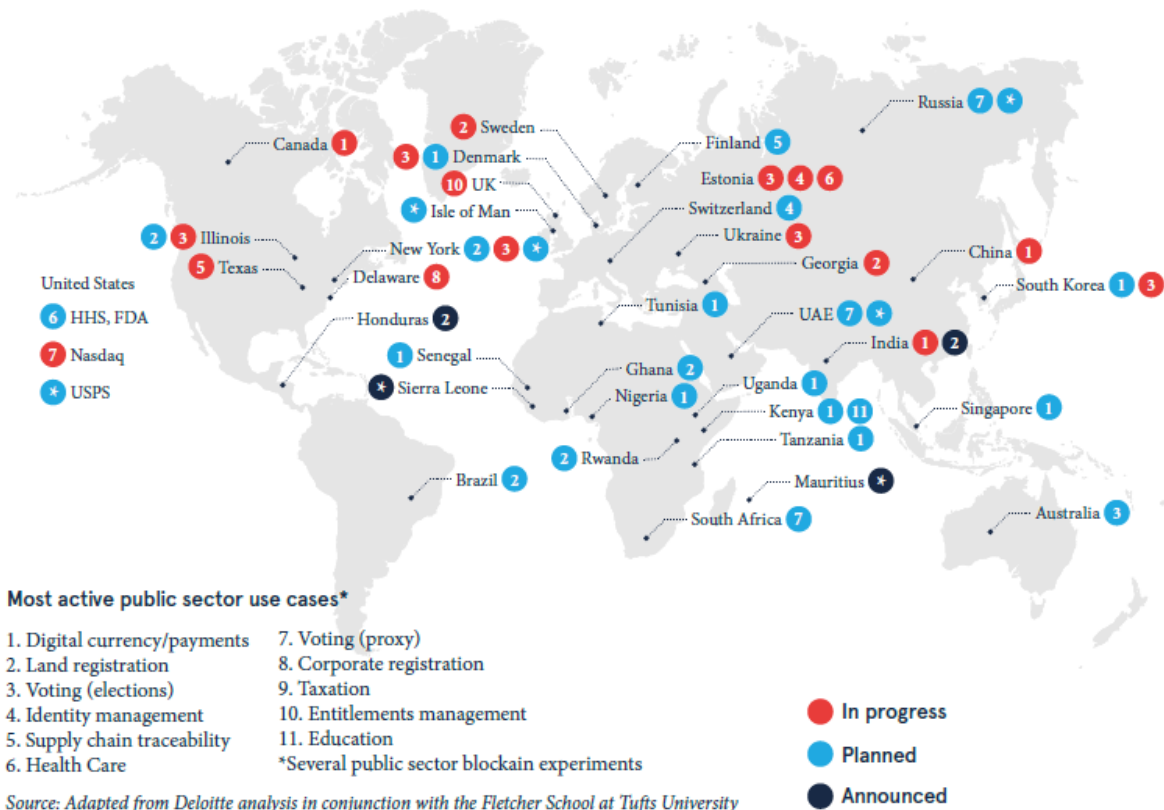 Russia 7 *
2 Sweden
Canada 1
Finland 5
3 1 Denmark
Estonia 3 4 6
10 UK
Switzerland 4
* Isle of Man
2 3 Illinois
New York 2 3 *
Ukraine 3
China 1
5 Texas
Delaware 8
Georgia 2
South Korea 1 3
United States
6 HHS, FDA
7 Nasdaq
* USPS
Honduras 2
Tunisia 1
UAE 7 *
India 1 2
1 Senegal
Ghana 2
* Sierra Leone
Nigeria 1
Uganda 1
Kenya 1 11
Singapore 1
Tanzania 1
2 Rwanda
Brazil 2
Mauritius *
South Africa 7
Australia 3
Most active public sector use cases*
1. Digital currency/payments
2. Land registration
3. Voting (elections)
4. Identity management
5. Supply chain traceability
6. Health Care
7. Voting (proxy)
8. Corporate registration
9. Taxation
10. Entitlements management
11. Education
*Several public sector blockain experiments
In progress
Planned
Announced
Source: Adapted from Deloitte analysis in conjunction with the Fletcher School at Tufts University